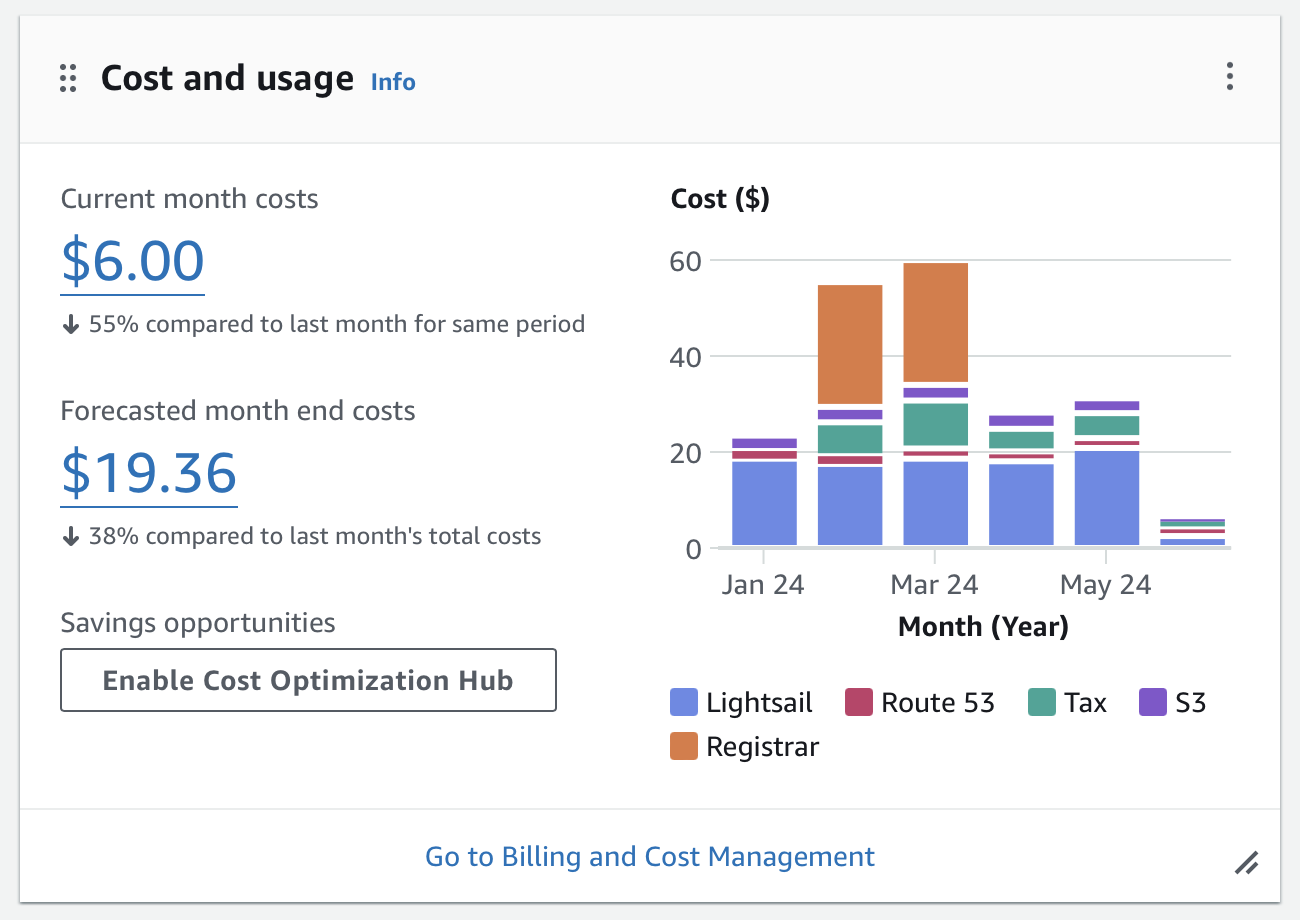 Cost and usage Info
Current month costs
$6.00
55% compared to last month for same period
Forecasted month end costs
$19.36
38% compared to last month's total costs
Savings opportunities
Enable Cost Optimization Hub
Cost ($)
60
40
20
0
Jan 24 Mar 24 May 24
Month (Year)
Lightsail Route 53 Tax S3
Registrar
Go to Billing and Cost Management